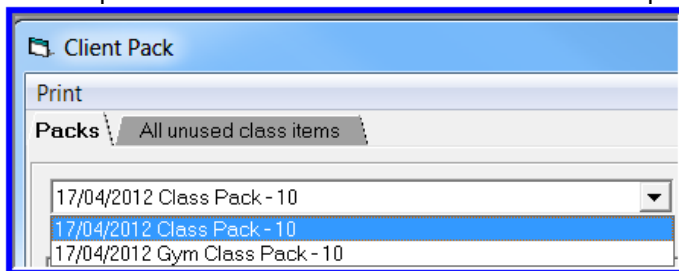 Client Pack
Print
Packs All unused class items
17/04/2012 Class Pack - 10
17/04/2012 Class Pack - 10
17/04/2012 Gym Class Pack - 10